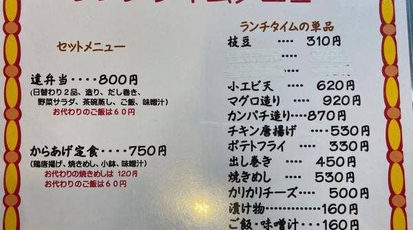 セットメニュー
達弁当････800円
(日替わり2品、造り、だし巻き、
野菜サラダ、茶碗蒸し、ご飯、味噌汁)
お代わりのご飯は60円
からあげ定食････750円
(鶏唐揚げ、焼きめし、小鉢、味噌汁)
お代わりの焼きめしは 120円
お代わりのご飯は60円
ランチタイムの単品
枝豆 ････ 310円
小エビ天 ････ 620円
マグロ造り ････ 920円
カンパチ造り････870円
チキン唐揚げ ････530円
ポテトフライ ････ 330円
出し巻き ････ 450円
焼きめし ････ 530円
カリカリチーズ････ 500円
漬け物････････160円
ご飯・味噌汁････160円